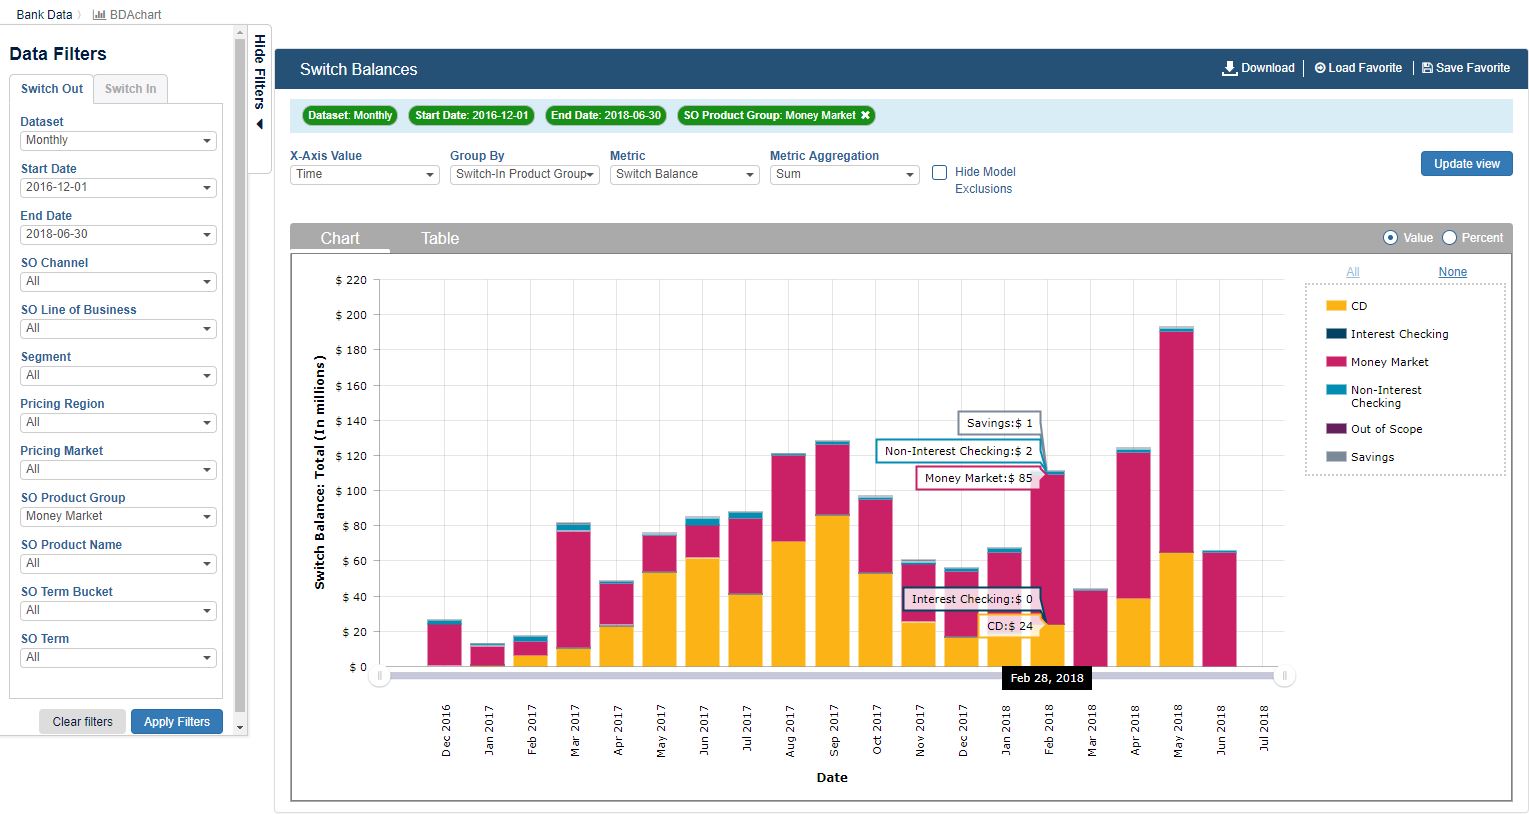 Bank Data
BDAchart
Data Filters
Switch Out
Switch In
Dataset
Monthly
Start Date
2016-12-01
End Date
2018-06-30
SO Channel
All
SO Line of Business
All
Segment
All
Pricing Region
All
Pricing Market
All
SO Product Group
Money Market
SO Product Name
All
SO Term Bucket
All
SO Term
All
Clear filters
Apply Filters
Hide Filters
Switch Balances
Download
Load Favorite
Save Favorite
Dataset: Monthly
Start Date: 2016-12-01
End Date: 2018-06-30
SO Product Group: Money Market ✖
X-Axis Value
Time
Group By
Switch-In Product Group
Metric
Switch Balance
Metric Aggregation
Sum
Hide Model
Exclusions
Update view
Chart
Table
Value
Percent
All
None
CD
Interest Checking
Money Market
Non-Interest
Checking
Out of Scope
Savings
Switch Balance: Total (In millions)
$ 220
$ 200
$ 180
$ 160
$ 140
$ 120
$ 100
$ 80
$ 60
$ 40
$ 20
$ 0
Savings:$ 1
Non-Interest Checking:$ 2
Money Market:$ 85
Interest Checking:$ 0
CD:$ 24
Feb 28, 2018
Dec 2016
Jan 2017
Feb 2017
Mar 2017
Apr 2017
May 2017
Jun 2017
Jul 2017
Aug 2017
Sep 2017
Oct 2017
Nov 2017
Dec 2017
Jan 2018
Feb 2018
Mar 2018
Apr 2018
May 2018
Jun 2018
Jul 2018
Date